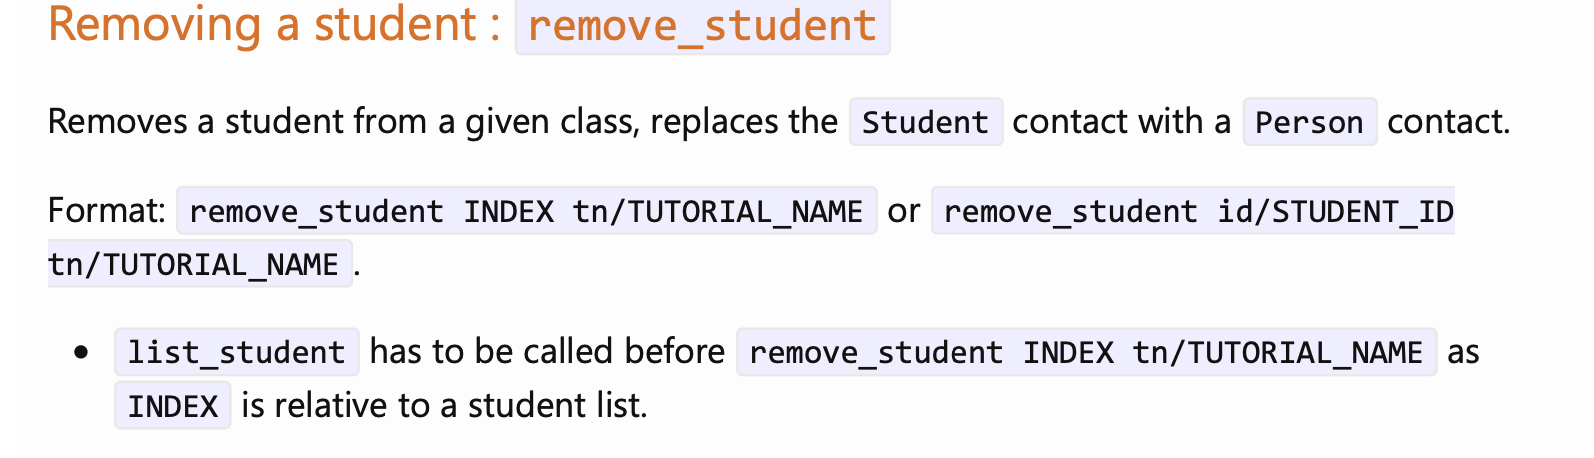 Removing a student : remove_student
Removes a student from a given class, replaces the Student contact with a Person contact.
Format: remove_student INDEX tn/TUTORIAL_NAME or remove_student id/STUDENT_ID
tn/TUTORIAL_NAME .
• list_student has to be called before remove_student INDEX tn/TUTORIAL_NAME as
INDEX is relative to a student list.